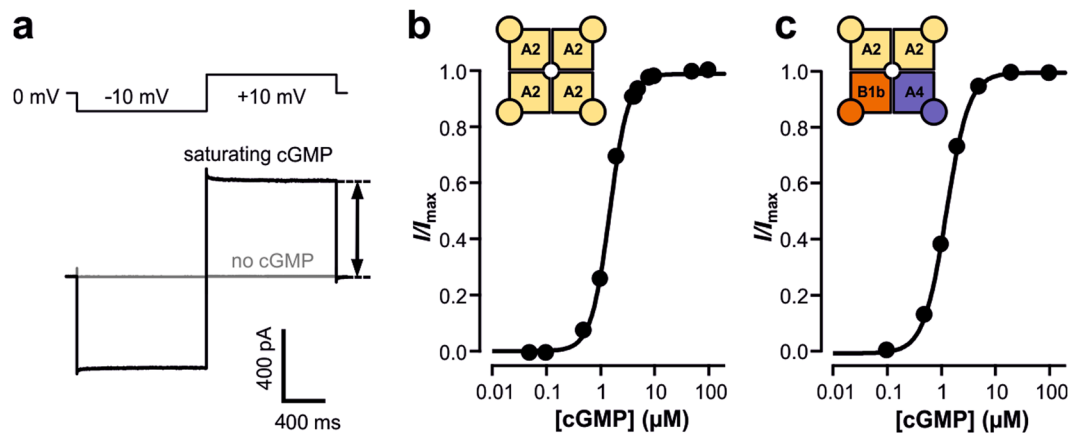 a
0 mV
-10 mV
+10 mV
saturating cGMP
no cGMP
400 pA
400 ms
b
A2 A2
A2 A2
I/Imax
1.0
0.8
0.6
0.4
0.2
0.0
0.01 0.1 1 10 100
[cGMP] (µM)
c
A2 A2
B1b A4
I/Imax
1.0
0.8
0.6
0.4
0.2
0.0
0.01 0.1 1 10 100
[cGMP] (µM)